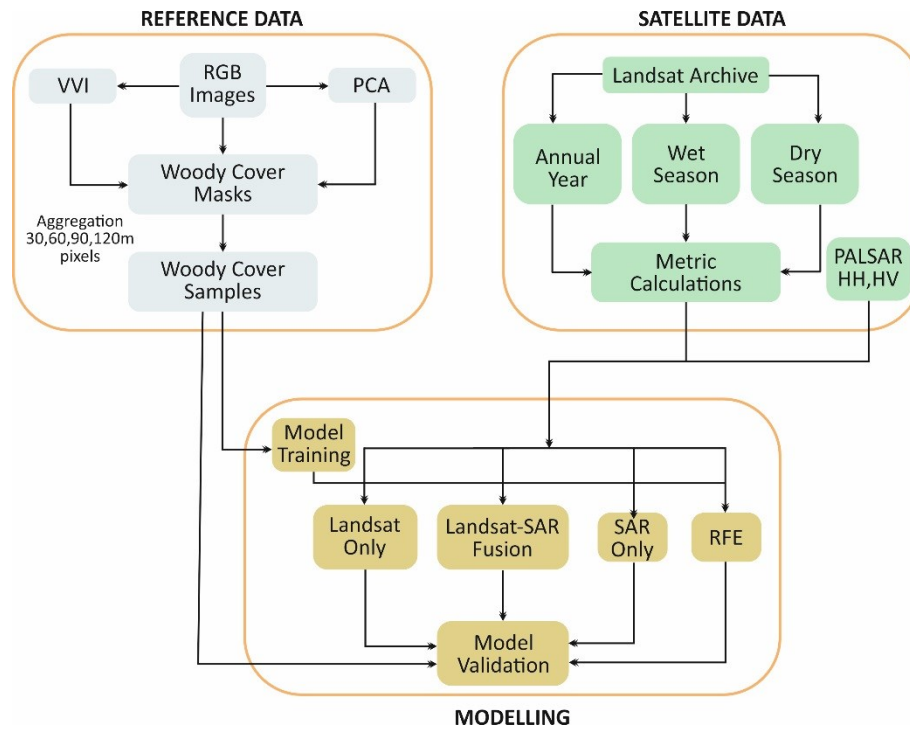 REFERENCE DATA
VVI
RGB
Images
PCA
Woody Cover
Masks
Aggregation
30,60,90,120m
pixels
Woody Cover
Samples
SATELLITE DATA
Landsat Archive
Annual
Year
Wet
Season
Dry
Season
Metric
Calculations
PALSAR
HH,HV
Model
Training
Landsat
Only
Landsat-SAR
Fusion
SAR
Only
RFE
Model
Validation
MODELLING